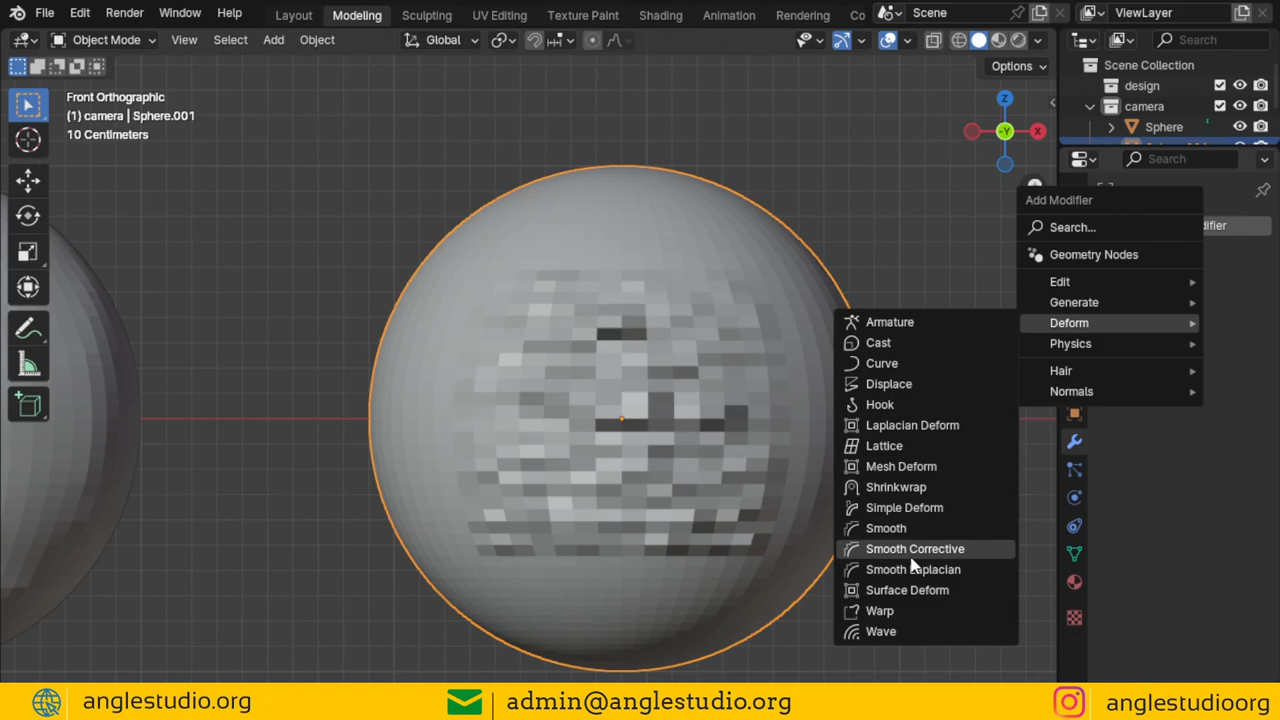 File Edit Render Window Help Layout Modeling Sculpting UV Editing Texture Paint Shading Animation Rendering Co Scene ViewLayer
Object Mode View Select Add Object Global Search
Options
Front Orthographic
(1) camera | Sphere.001
10 Centimeters
Z
-Y
X
Scene Collection
design
camera
Sphere
Search
Add Modifier
difier
Search...
Geometry Nodes
Edit
Generate
Deform
Physics
Hair
Normals
Armature
Cast
Curve
Displace
Hook
Laplacian Deform
Lattice
Mesh Deform
Shrinkwrap
Simple Deform
Smooth
Smooth Corrective
Smooth Laplacian
Surface Deform
Warp
Wave
anglestudio.org admin@anglestudio.org anglestudioorg